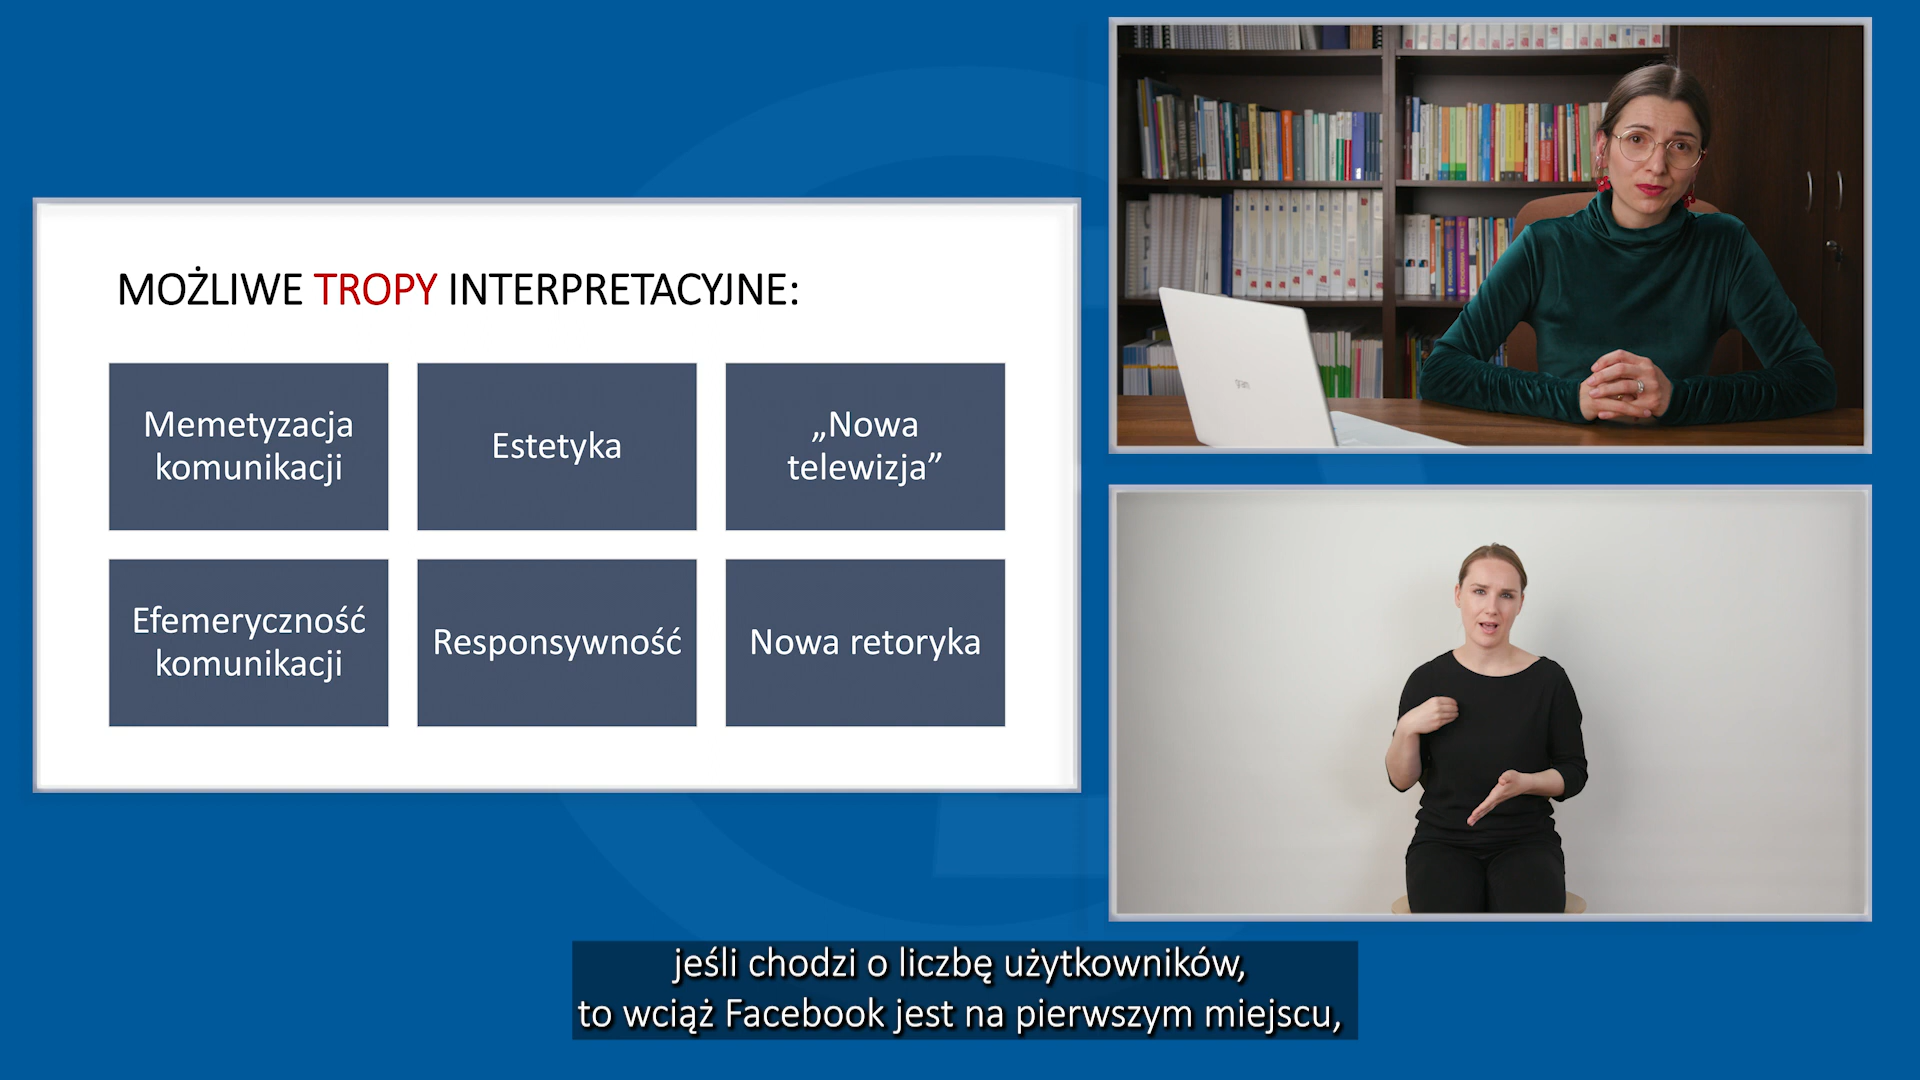 MOŻLIWE TROPY INTERPRETACYJNE:
Memetyzacja
komunikacji
Estetyka
„Nowa
telewizja”
Efemeryczność
komunikacji
Responsywność
Nowa retoryka
gram
jeśli chodzi o liczbę użytkowników,
to wciąż Facebook jest na pierwszym miejscu,